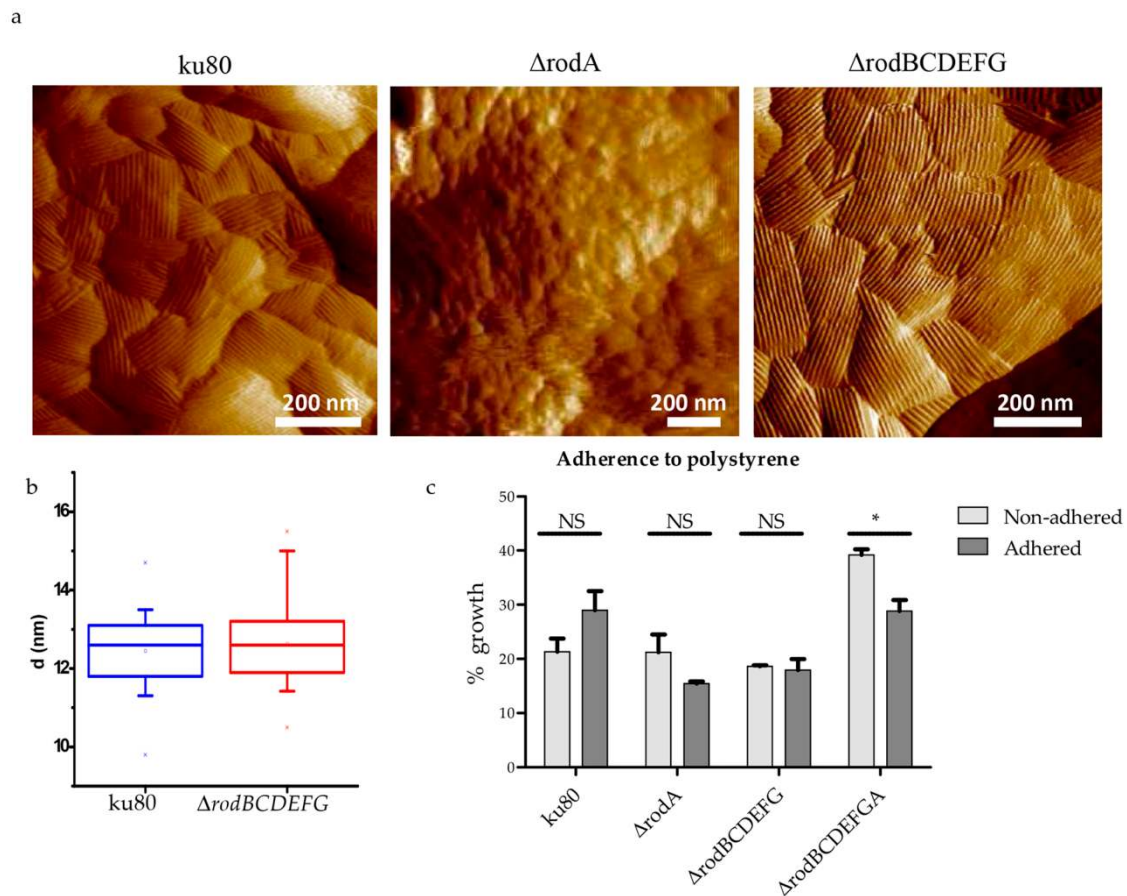 a
ku80
ΔrodA
ΔrodBCDEFG
200 nm
200 nm
200 nm
b
d (nm)
16
14
12
10
ku80
ΔrodBCDEFG
Adherence to polystyrene
c
% growth
50
40
30
20
10
0
NS
NS
NS
*
Non-adhered
Adhered
ku80
ΔrodA
ΔrodBCDEFG
ΔrodBCDEFGA